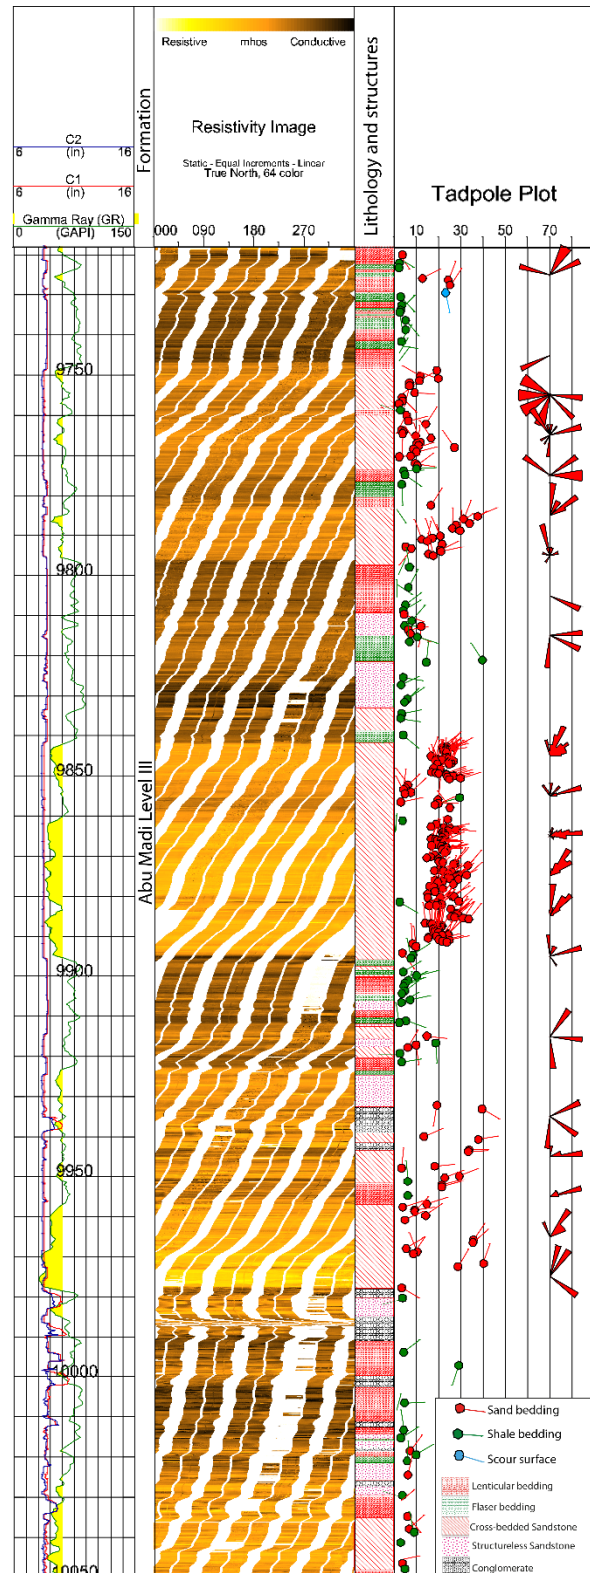 Resistive mhos Conductive
Formation
Resistivity Image
Static - Equal Increments - Linear
True North, 64 color
Lithology and structures
Tadpole Plot
C2
6 (in) 16
C1
6 (in) 16
Gamma Ray (GR)
0 (GAPI) 150
000 090 180 270
0 10 30 50 70
9750
9800
9850
Abu Madi Level III
9900
9950
10000
10050
Sand bedding
Shale bedding
Scour surface
Lenticular bedding
Flaser bedding
Cross-bedded Sandstone
Structureless Sandstone
Conglomerate